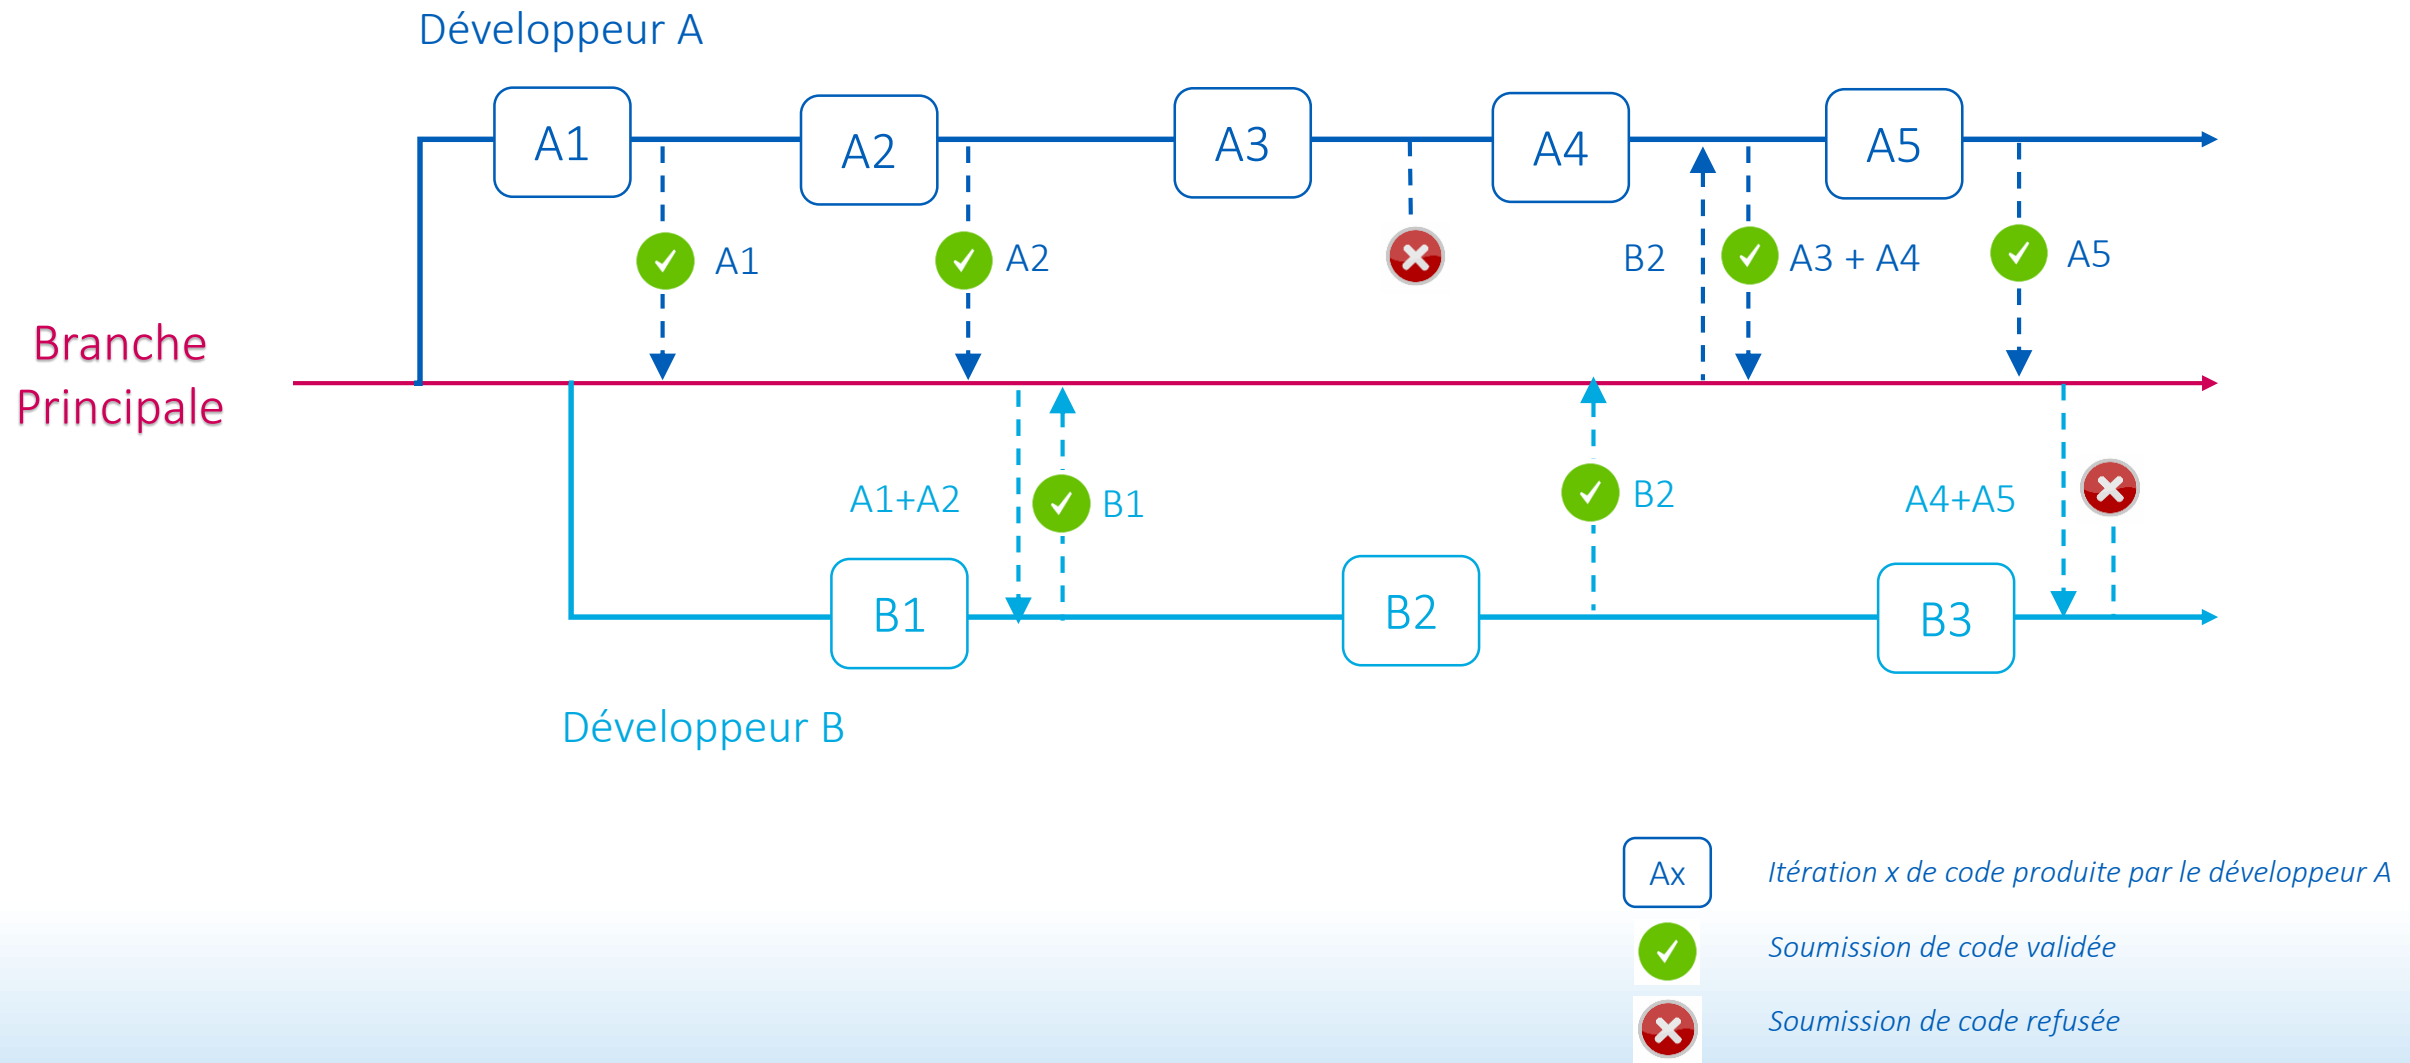 Développeur A
A1
A2
A3
A4
A5
A1
A2
B2
A3 + A4
A5
Branche
Principale
A1+A2
B1
B2
A4+A5
B1
B2
B3
Développeur B
Ax
Itération x de code produite par le développeur A
Soumission de code validée
Soumission de code refusée